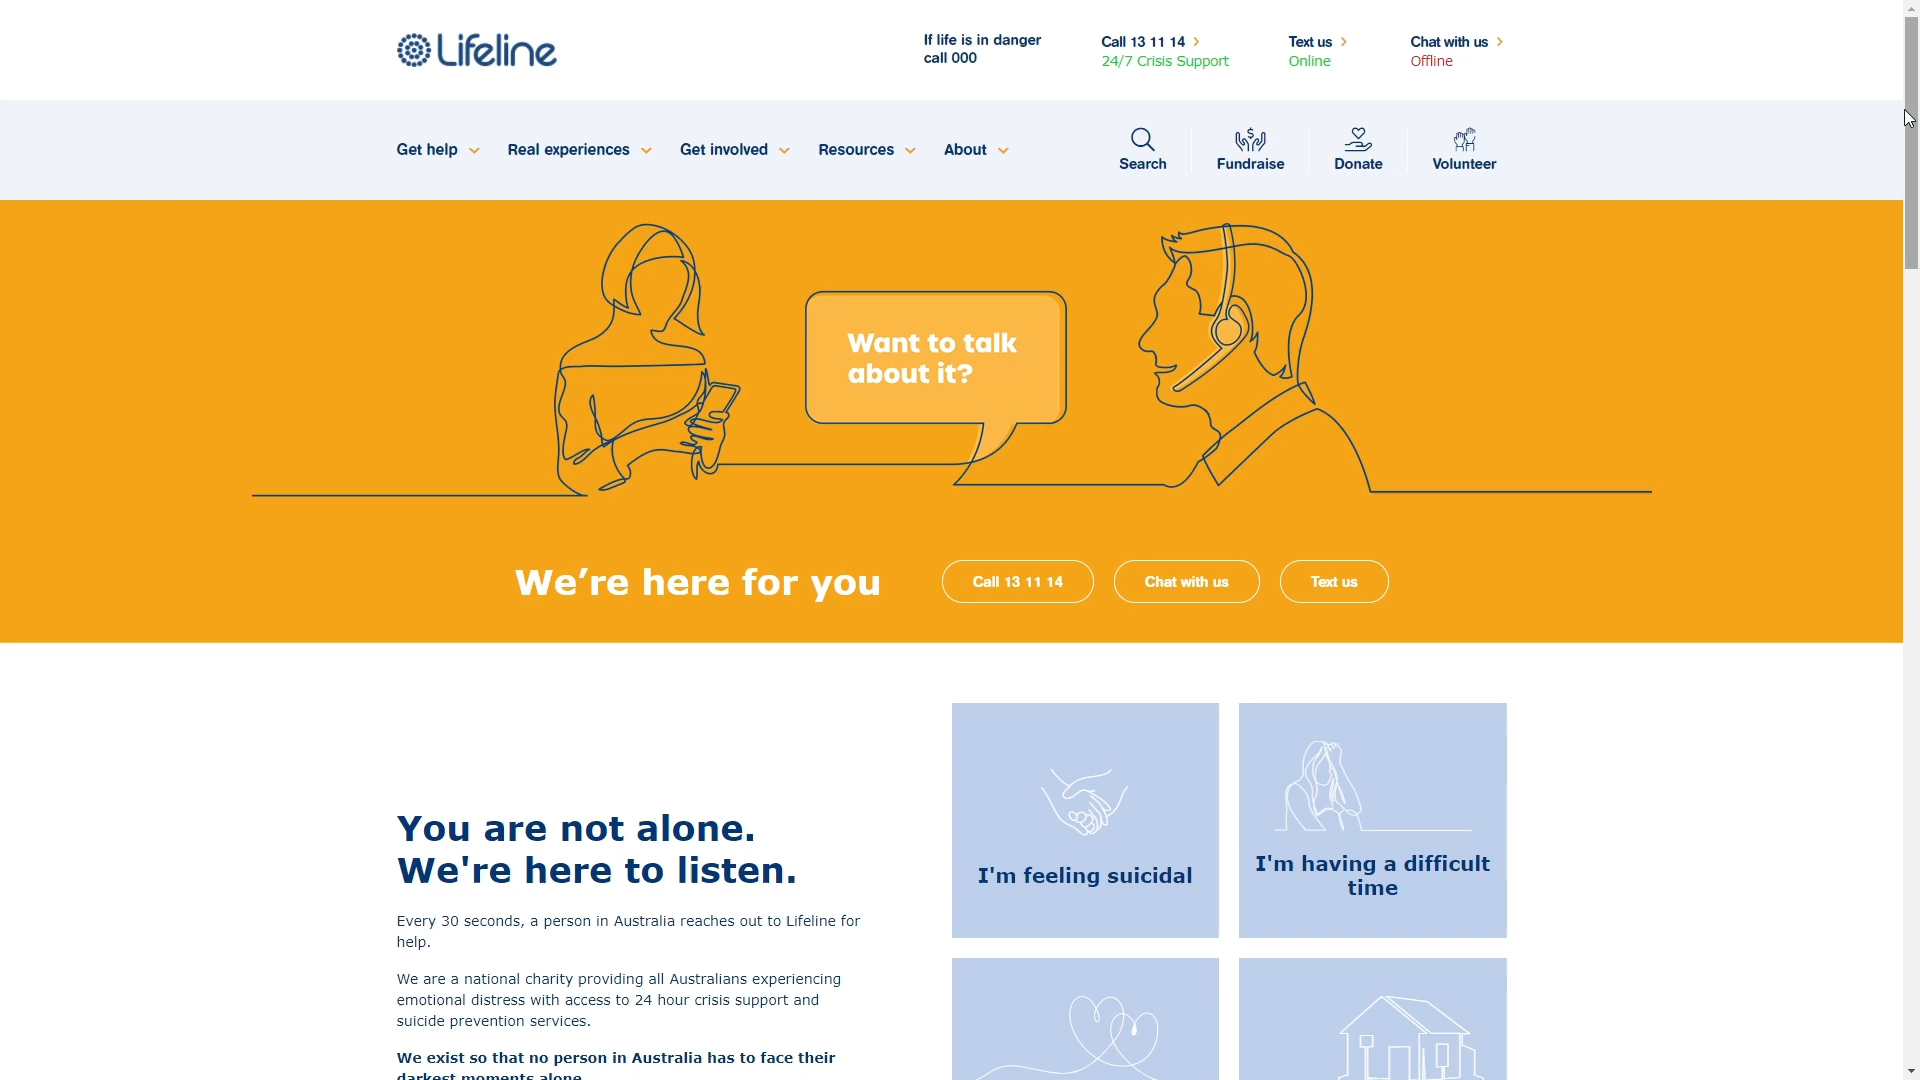 Lifeline
If life is in danger
call 000
Call 13 11 14
24/7 Crisis Support
Text us
Online
Chat with us
Offline
Get help
Real experiences
Get involved
Resources
About
Search
Fundraise
Donate
Volunteer
Want to talk
about it?
We’re here for you
Call 13 11 14
Chat with us
Text us
You are not alone.
We're here to listen.
Every 30 seconds, a person in Australia reaches out to Lifeline for
help.
We are a national charity providing all Australians experiencing
emotional distress with access to 24 hour crisis support and
suicide prevention services.
We exist so that no person in Australia has to face their
darkest moments alone.
I'm feeling suicidal
I'm having a difficult
time